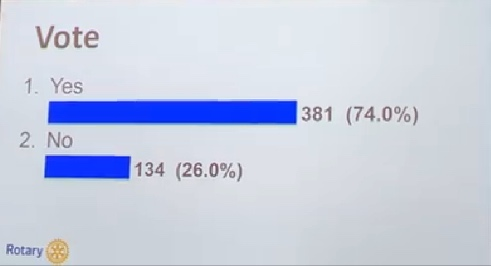 Vote
1. Yes
381 (74.0%)
2. No
134 (26.0%)
Rotary